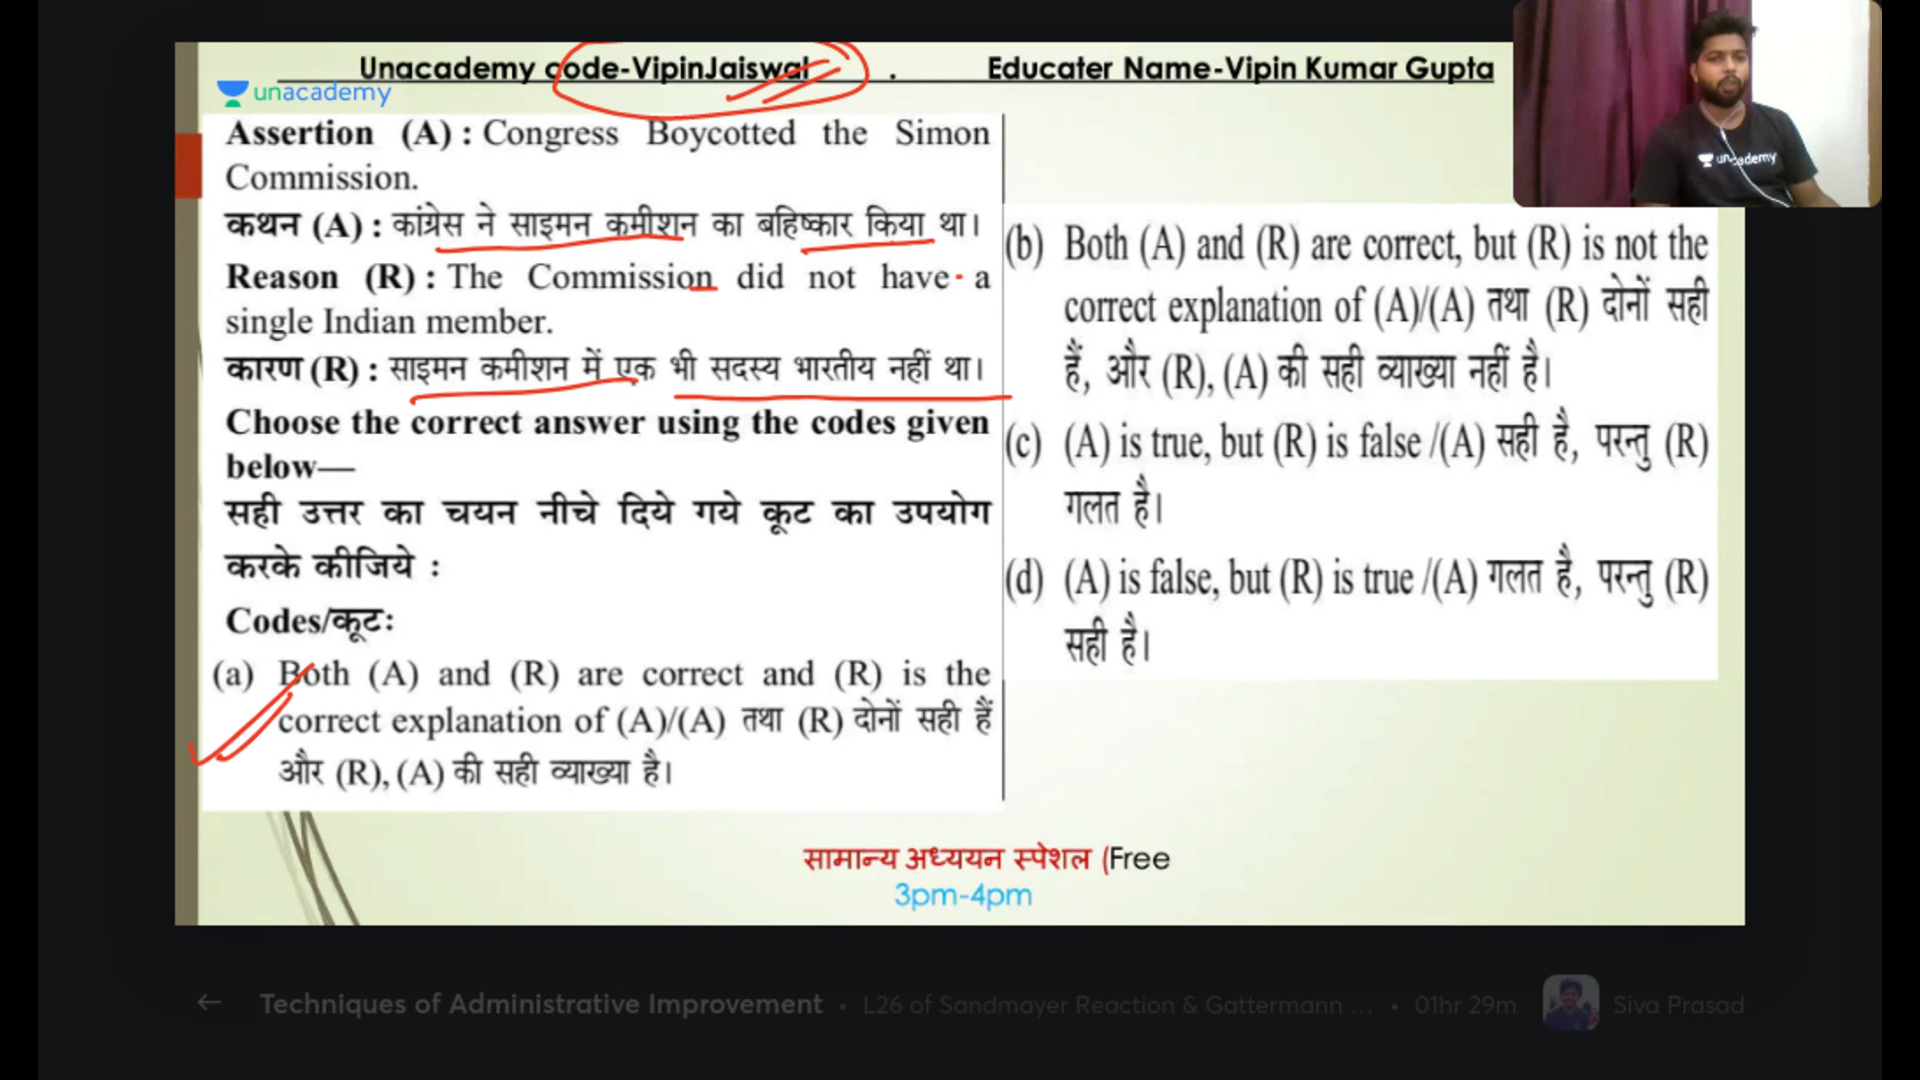 Unacademy code-VipinJaiswal . Educater Name-Vipin Kumar Gupta
unacademy
Assertion (A) : Congress Boycotted the Simon
Commission.
कथन (A) : कांग्रेस ने साइमन कमीशन का बहिष्कार किया था।
Reason (R) : The Commission did not have a
single Indian member.
कारण (R) : साइमन कमीशन में एक भी सदस्य भारतीय नहीं था।
Choose the correct answer using the codes given
below—
सही उत्तर का चयन नीचे दिये गये कूट का उपयोग
करके कीजिये :
Codes/कूट:
(a) Both (A) and (R) are correct and (R) is the
correct explanation of (A)/(A) तथा (R) दोनों सही हैं
और (R), (A) की सही व्याख्या है।
(b) Both (A) and (R) are correct, but (R) is not the
correct explanation of (A)/(A) तथा (R) दोनों सही
हैं, और (R), (A) की सही व्याख्या नहीं है।
(c) (A) is true, but (R) is false /(A) सही है, परन्तु (R)
गलत है।
(d) (A) is false, but (R) is true /(A) गलत है, परन्तु (R)
सही है।
unacademy
सामान्य अध्ययन स्पेशल (Free
3pm-4pm
Techniques of Administrative Improvement • L26 of Sandmayer Reaction & Gattermann ... • 01hr 29m Siva Prasad